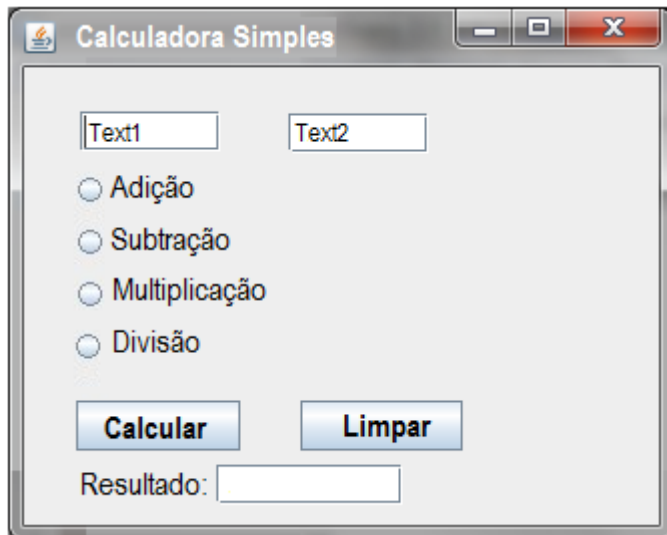 Calculadora Simples
Text1 Text2
Adição
Subtração
Multiplicação
Divisão
Calcular Limpar
Resultado: